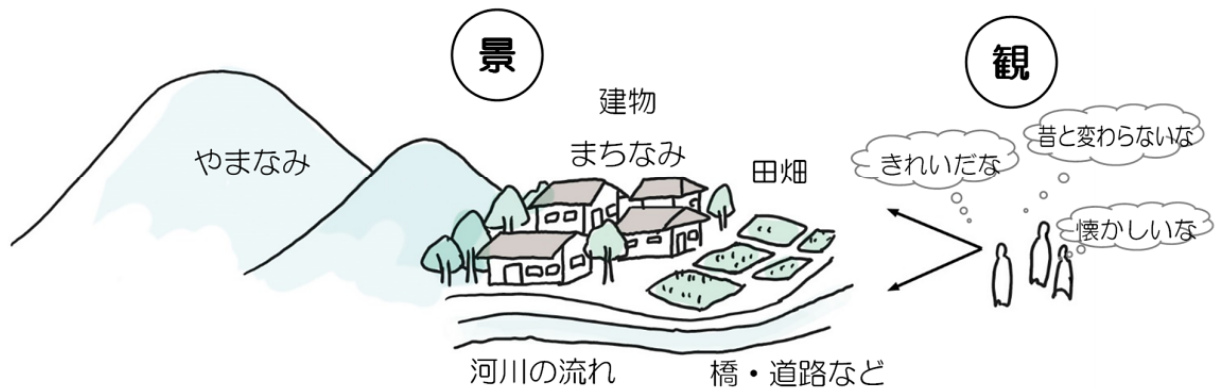 景
観
建物
まちなみ
やまなみ
田畑
きれいだな
昔と変わらないな
懐かしいな
河川の流れ
橋・道路など